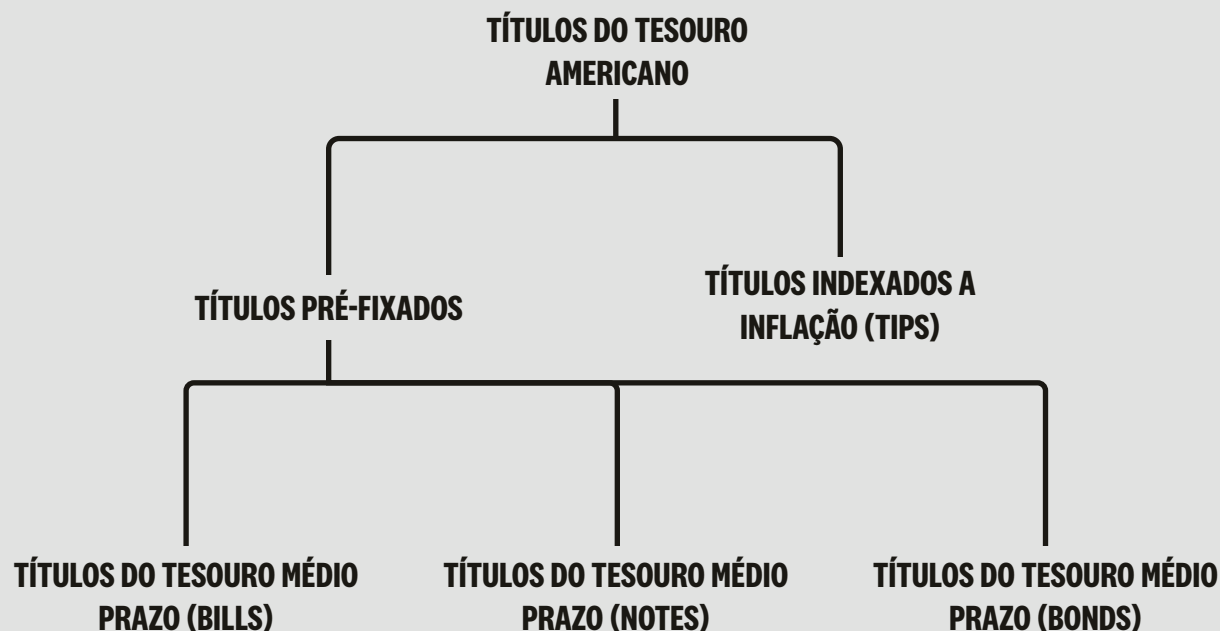 TÍTULOS DO TESOURO
AMERICANO
TÍTULOS PRÉ-FIXADOS
TÍTULOS INDEXADOS A
INFLAÇÃO (TIPS)
TÍTULOS DO TESOURO MÉDIO
PRAZO (BILLS)
TÍTULOS DO TESOURO MÉDIO
PRAZO (NOTES)
TÍTULOS DO TESOURO MÉDIO
PRAZO (BONDS)